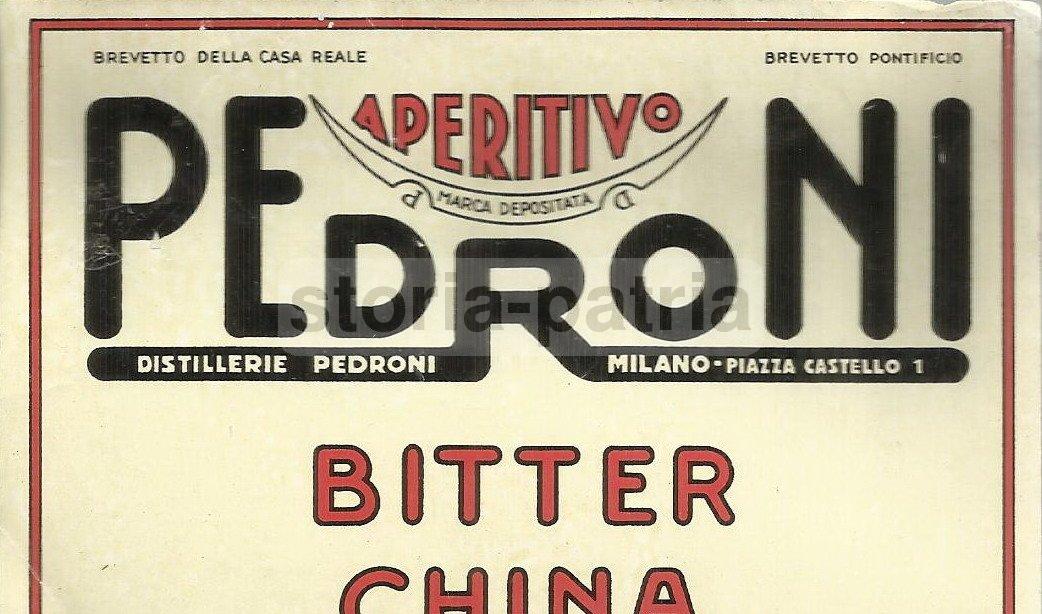 BREVETTO DELLA CASA REALE
BREVETTO PONTIFICIO
APERITIVO
P MARCA DEPOSITATA D
PEDRONI
storia-patria
DISTILLERIE PEDRONI
MILANO-PIAZZA CASTELLO 1
BITTER
CHINA